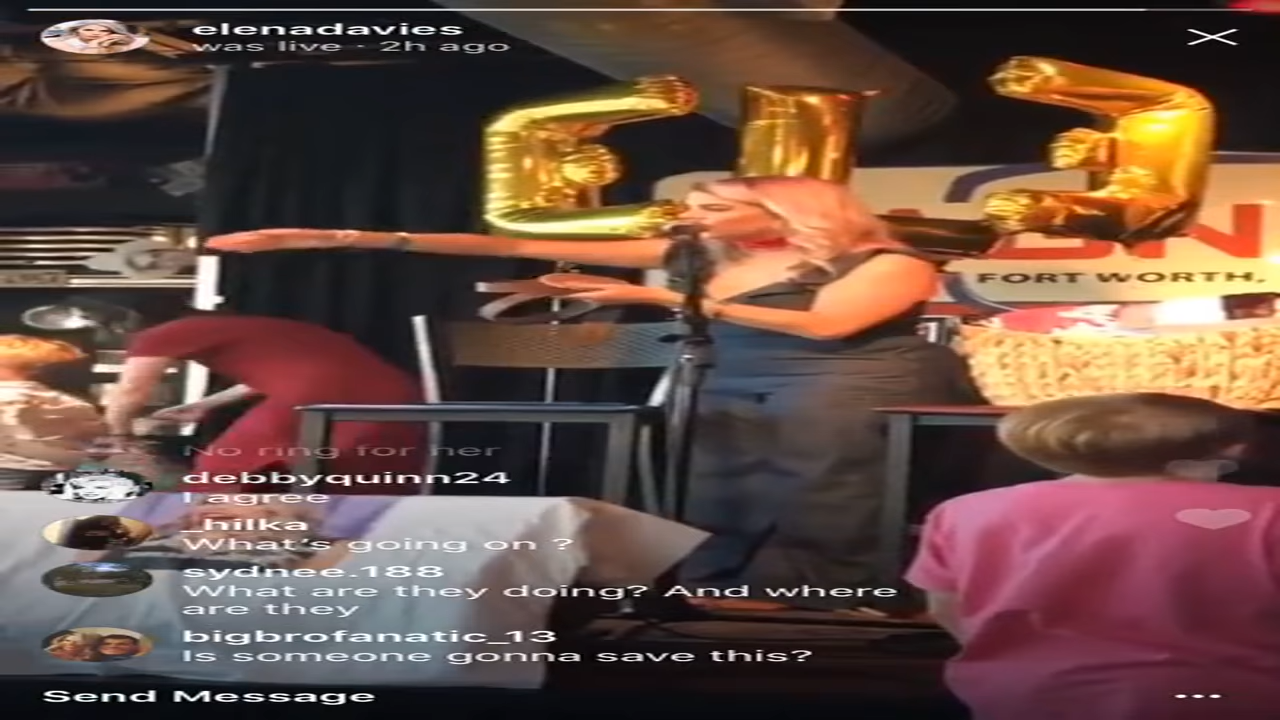 elenadavies
was live · 2h ago
FORT WORTH,
No ring for her
debbyquinn24
I agree
_hilka
What's going on ?
sydnee.188
What are they doing? And where
are they
bigbrofanatic_13
Is someone gonna save this?
Send Message